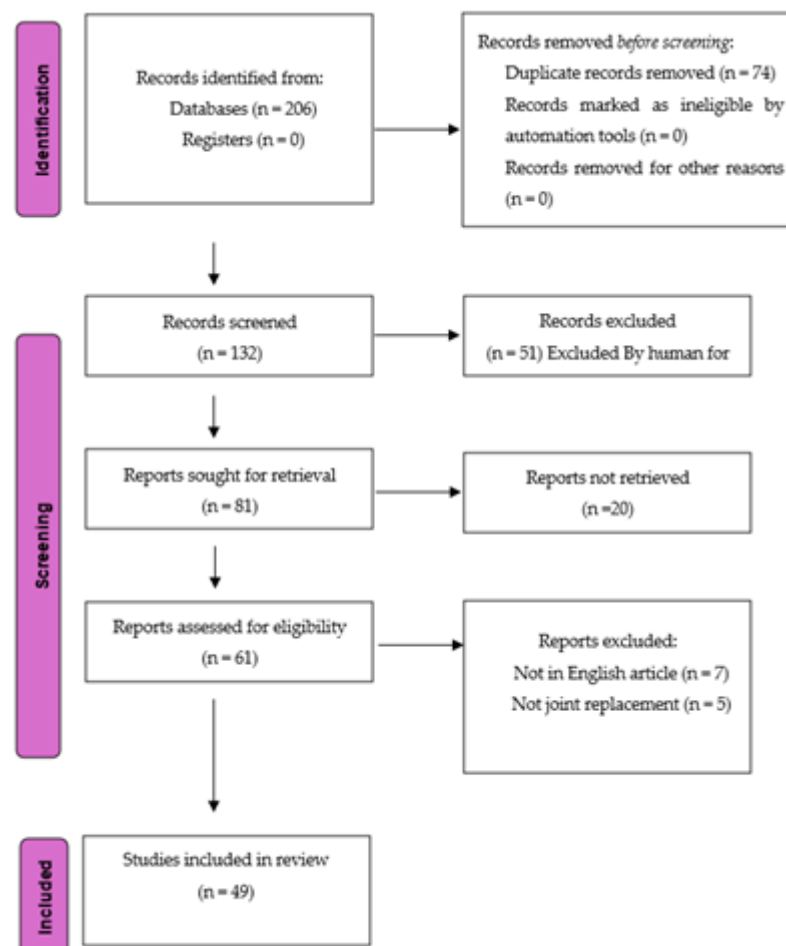 Identification
Records identified from:
Databases (n = 206)
Registers (n = 0)
Records removed before screening:
Duplicate records removed (n = 74)
Records marked as ineligible by
automation tools (n = 0)
Records removed for other reasons
(n = 0)
Screening
Records screened
(n = 132)
Records excluded
(n = 51) Excluded By human for
Reports sought for retrieval
(n = 81)
Reports not retrieved
(n =20)
Reports assessed for eligibility
(n = 61)
Reports excluded:
Not in English article (n = 7)
Not joint replacement (n = 5)
Included
Studies included in review
(n = 49)